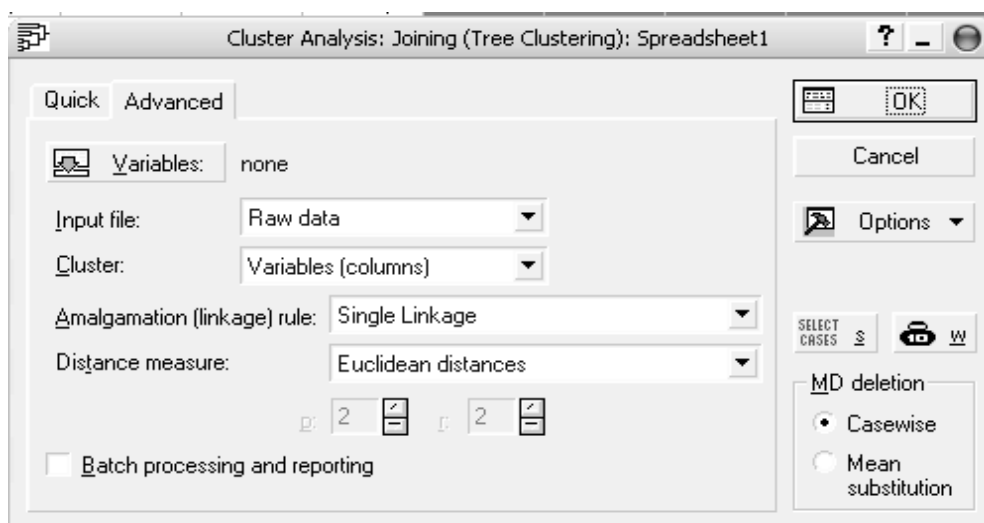 Cluster Analysis: Joining (Tree Clustering): Spreadsheet1
?
Quick Advanced
OK
Variables: none
Cancel
Input file: Raw data
Options
Cluster: Variables (columns)
Amalgamation (linkage) rule: Single Linkage
SELECT CASES S W
Distance measure: Euclidean distances
MD deletion
p: 2 r: 2
Casewise
Batch processing and reporting
Mean
substitution